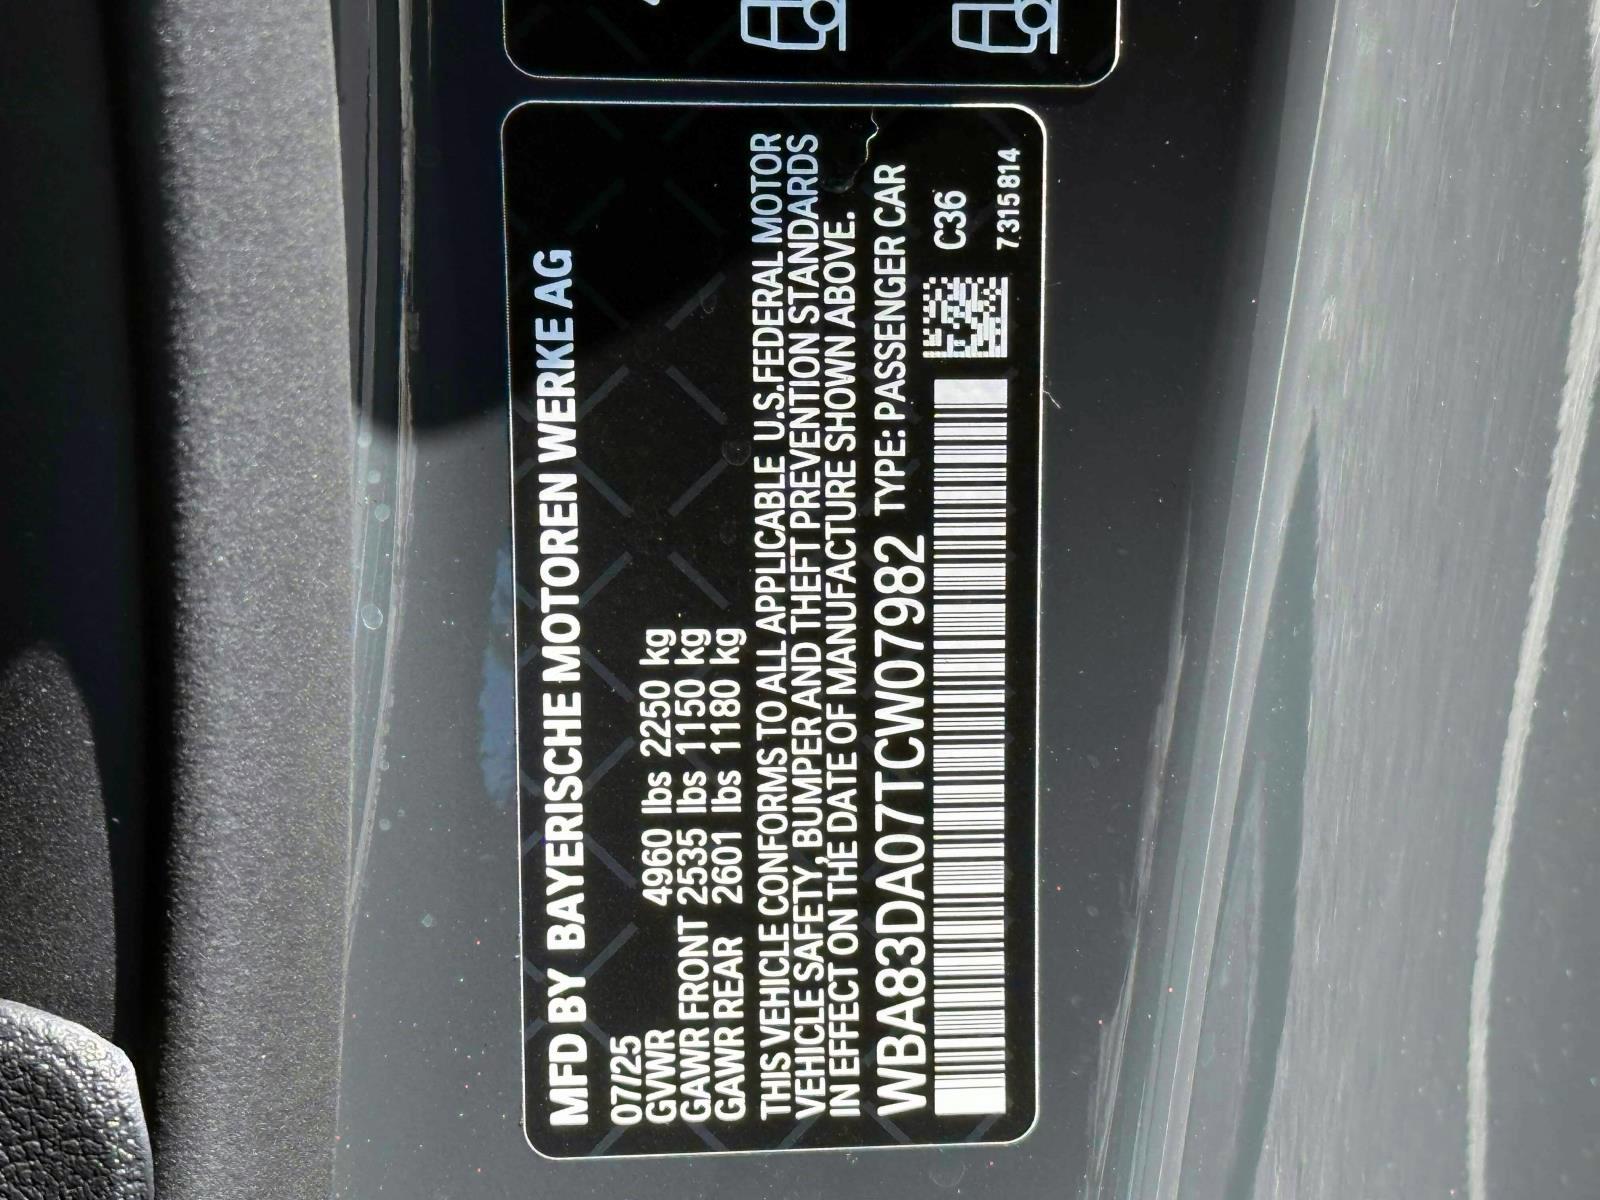 MFD BY BAYERISCHE MOTOREN WERKE AG
07/25
GVWR 4960 lbs 2250 kg
GAWR FRONT 2535 lbs 1150 kg
GAWR REAR 2601 lbs 1180 kg
THIS VEHICLE CONFORMS TO ALL APPLICABLE U.S.FEDERAL MOTOR
VEHICLE SAFETY, BUMPER AND THEFT PREVENTION STANDARDS
IN EFFECT ON THE DATE OF MANUFACTURE SHOWN ABOVE.
WBA83DA07TCW07982 TYPE: PASSENGER CAR
C36
7 315 814